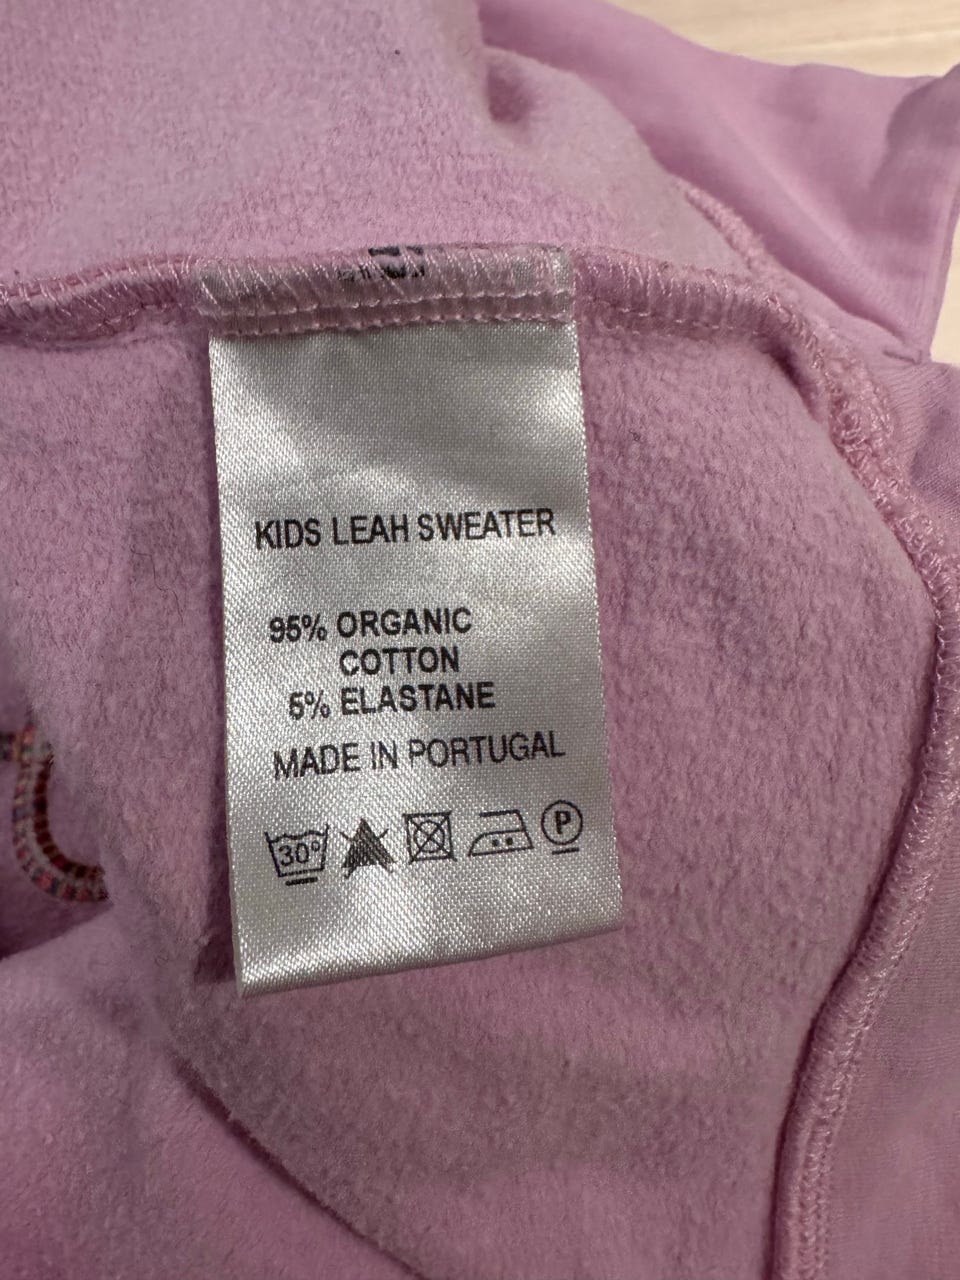 KIDS LEAH SWEATER
95% ORGANIC
COTTON
5% ELASTANE
MADE IN PORTUGAL
30° P